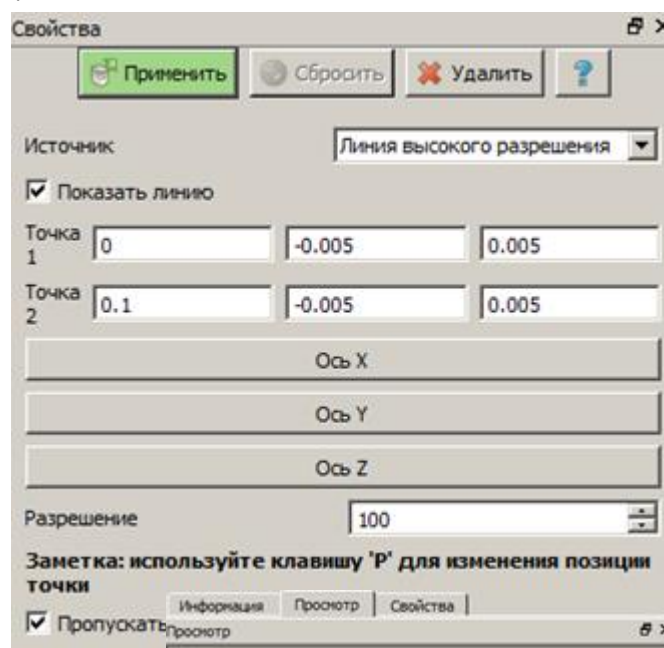 Свойства
Применить Сбросить Удалить ?
Источник Линия высокого разрешения
Показать линию
Точка 1 0 -0.005 0.005
Точка 2 0.1 -0.005 0.005
Ось X
Ось Y
Ось Z
Разрешение 100
Заметка: используйте клавишу 'P' для изменения позиции
точки
Информация Просмотр Свойства
Пропускать
Просмотр